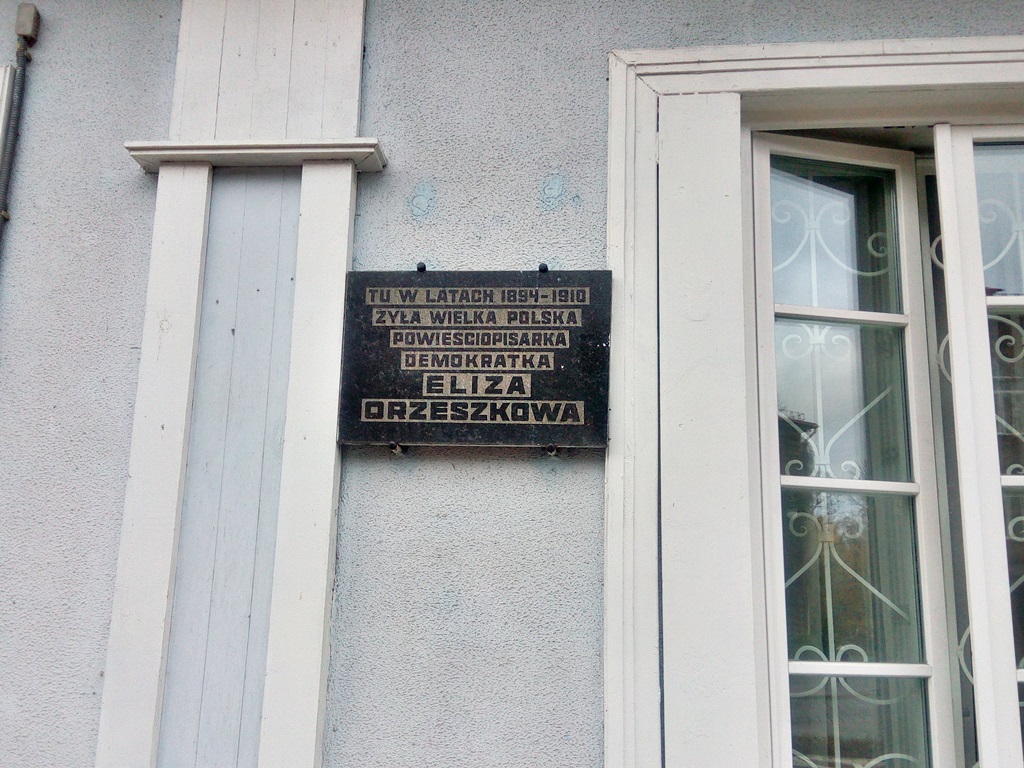 TU W LATACH 1894-1910
ŻYŁA WIELKA POLSKA
POWIEŚCIOPISARKA
DEMOKRATKA
ELIZA
ORZESZKOWA